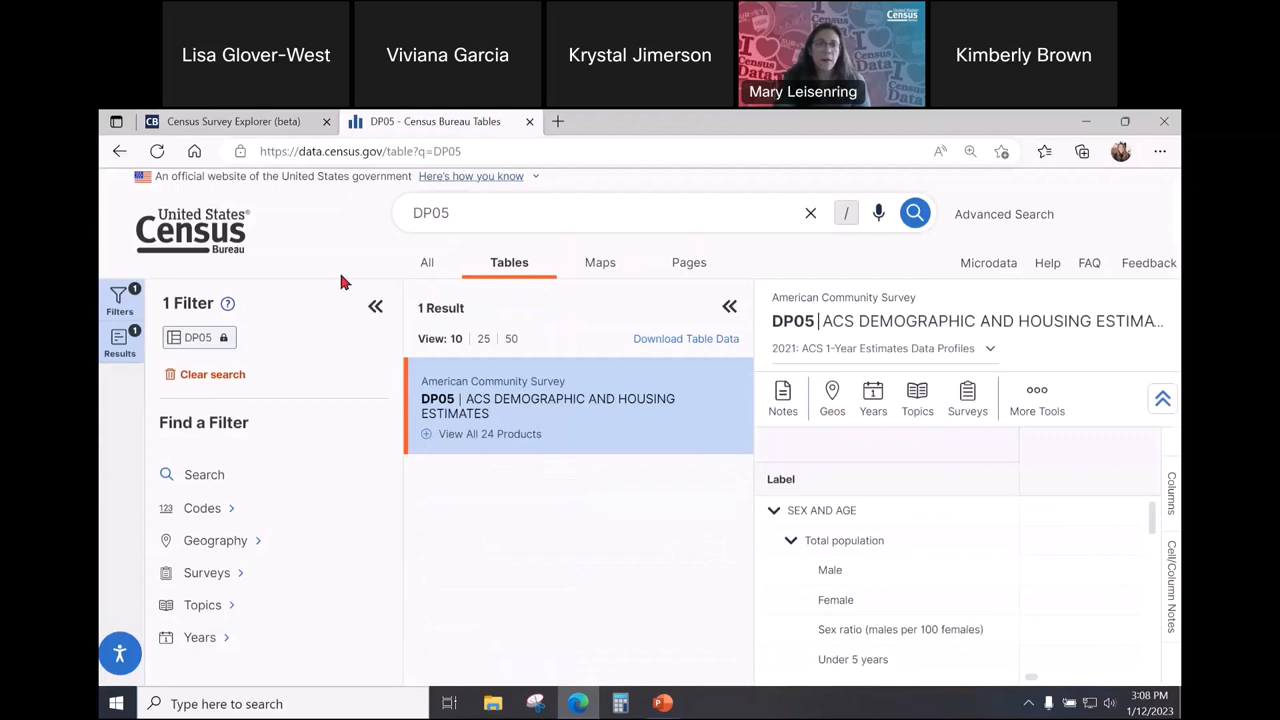 Lisa Glover-West
Viviana Garcia
Krystal Jimerson
Census
Mary Leisenring
Kimberly Brown
CB Census Survey Explorer (beta)
DP05 - Census Bureau Tables
https://data.census.gov/table?q=DP05
An official website of the United States government Here's how you know
United States
Census
Bureau
DP05
/
Advanced Search
All
Tables
Maps
Pages
Microdata
Help
FAQ
Feedback
1
Filters
1
Results
1 Filter ?
DP05
Clear search
Find a Filter
Search
123 Codes
Geography
Surveys
Topics
Years
1 Result
View: 10 | 25 | 50
Download Table Data
American Community Survey
DP05 | ACS DEMOGRAPHIC AND HOUSING
ESTIMATES
View All 24 Products
American Community Survey
DP05 | ACS DEMOGRAPHIC AND HOUSING ESTIMA...
2021: ACS 1-Year Estimates Data Profiles
Notes
Geos
Years
Topics
Surveys
More Tools
Label
SEX AND AGE
Total population
Male
Female
Sex ratio (males per 100 females)
Under 5 years
Columns
Cell/Column Notes
Type here to search
3:08 PM
1/12/2023